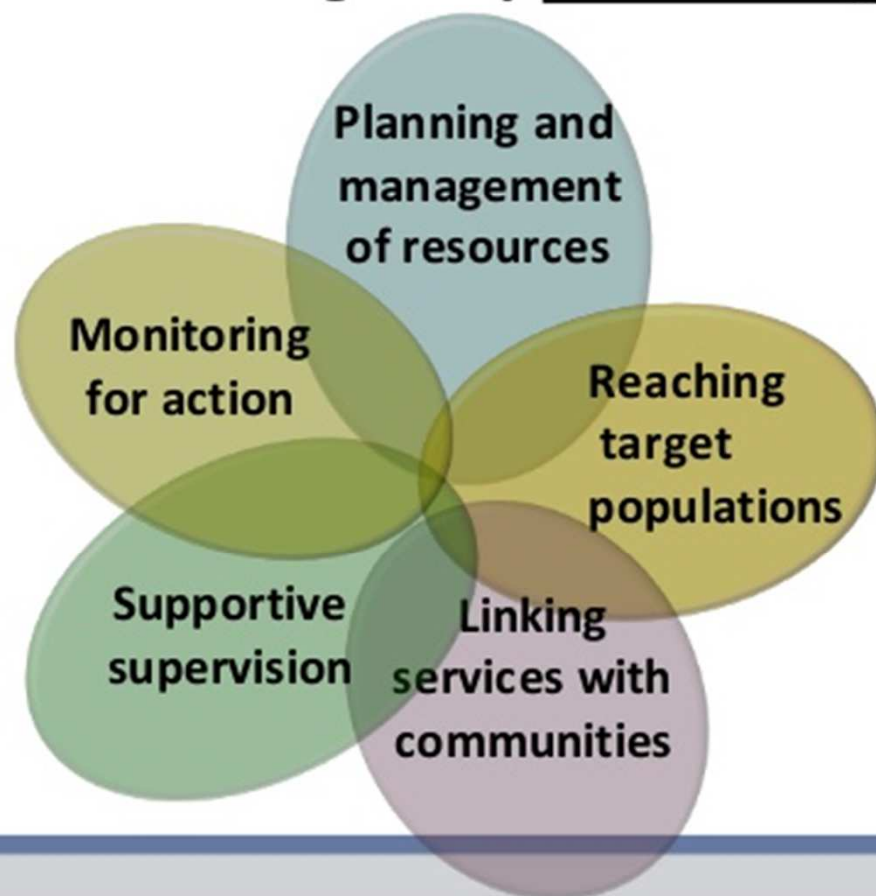 Planning and
management
of resources
Monitoring
for action
Reaching
target
populations
Supportive
supervision
Linking
services with
communities